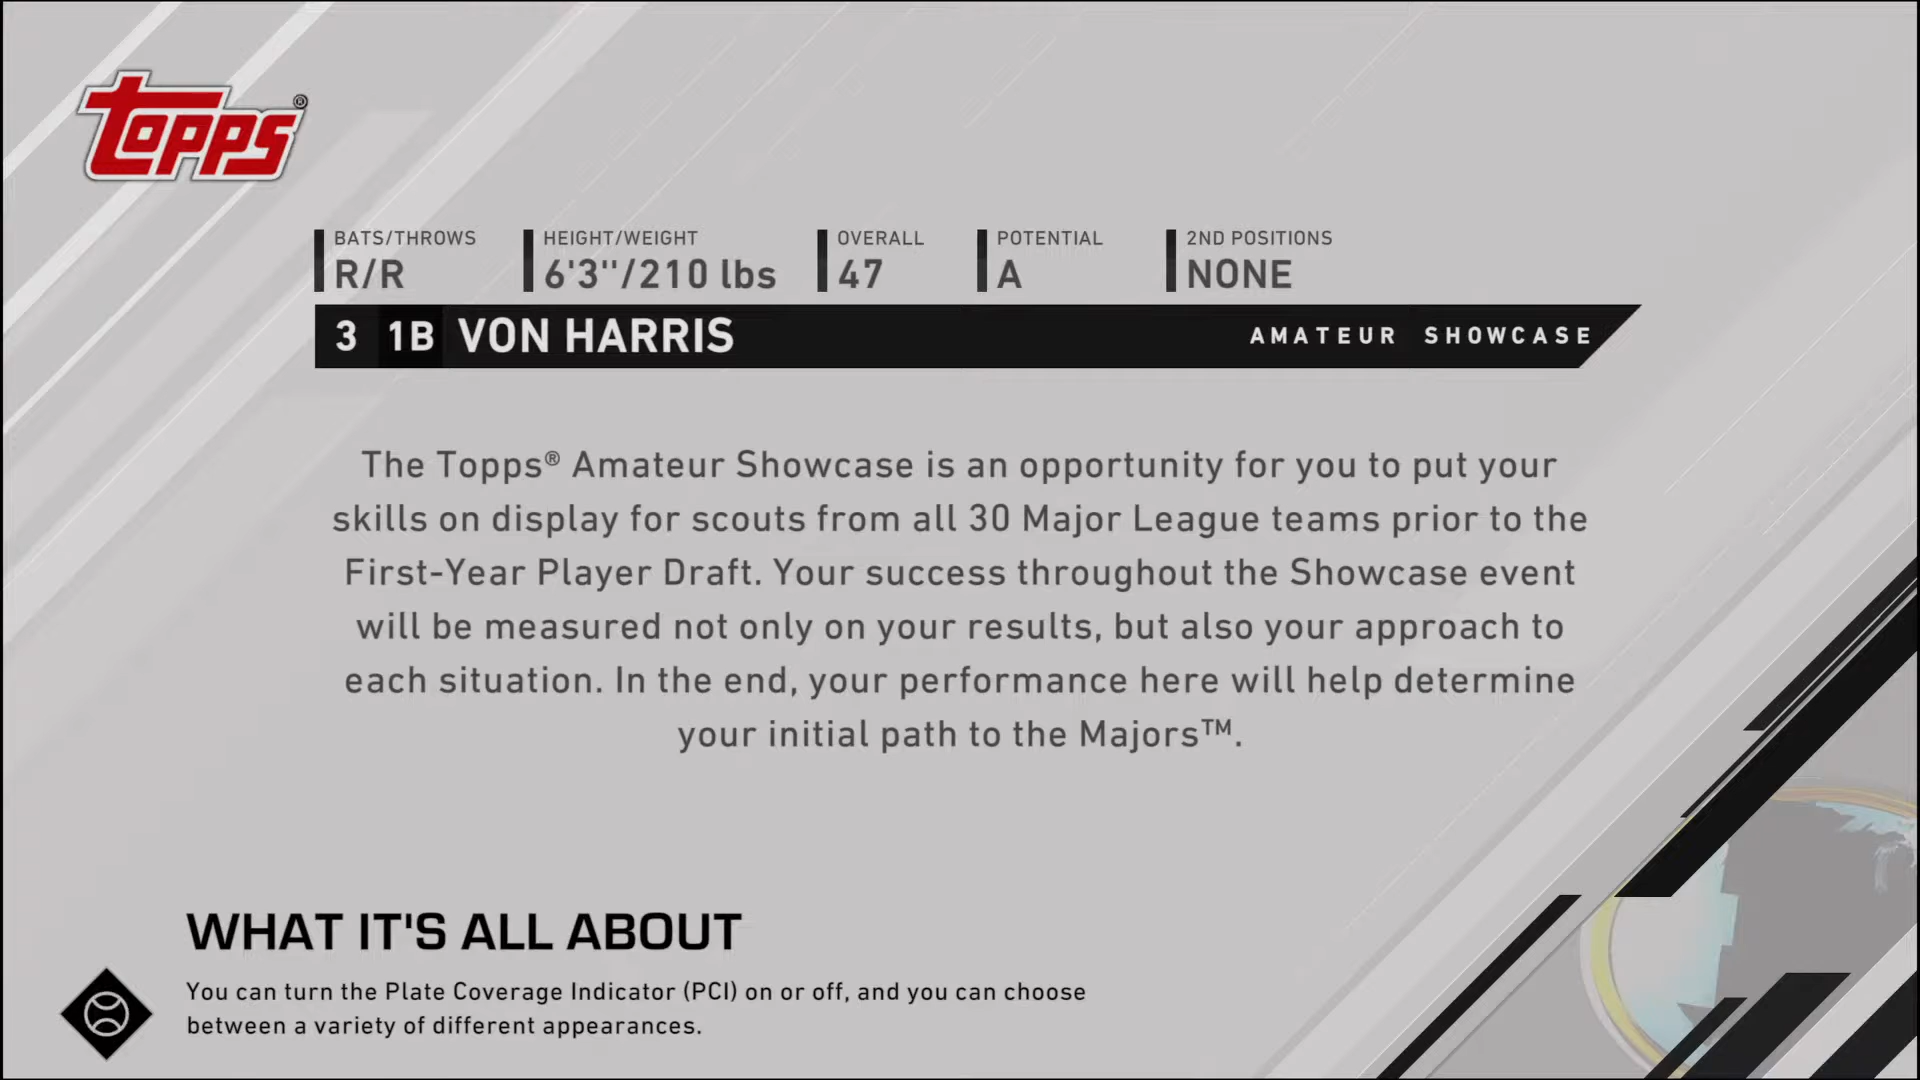 Topps®
BATS/THROWS
R/R
HEIGHT/WEIGHT
6'3''/210 lbs
OVERALL
47
POTENTIAL
A
2ND POSITIONS
NONE
3 1B VON HARRIS
AMATEUR SHOWCASE
The Topps® Amateur Showcase is an opportunity for you to put your
skills on display for scouts from all 30 Major League teams prior to the
First-Year Player Draft. Your success throughout the Showcase event
will be measured not only on your results, but also your approach to
each situation. In the end, your performance here will help determine
your initial path to the Majors™.
WHAT IT'S ALL ABOUT
You can turn the Plate Coverage Indicator (PCI) on or off, and you can choose
between a variety of different appearances.